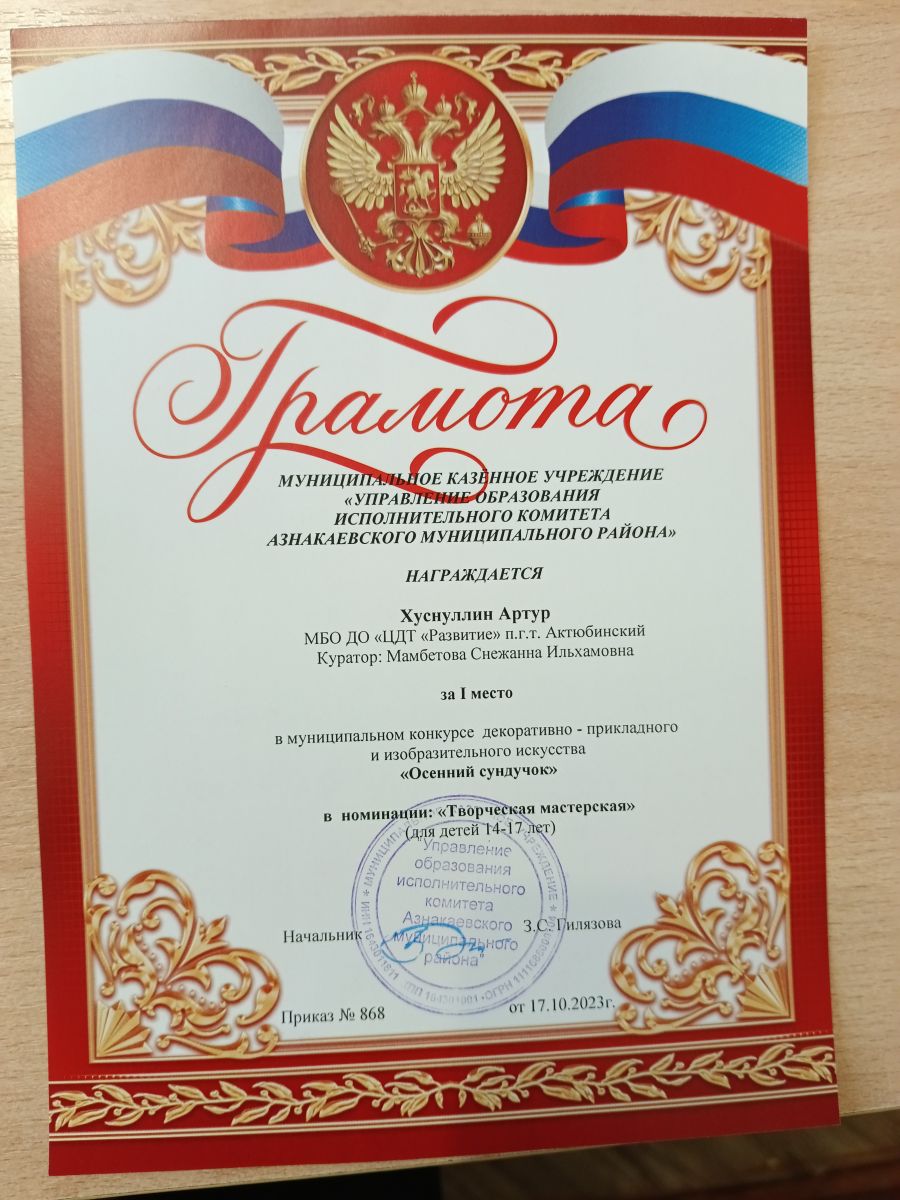 Грамота
МУНИЦИПАЛЬНОЕ КАЗЁННОЕ УЧРЕЖДЕНИЕ
«УПРАВЛЕНИЕ ОБРАЗОВАНИЯ
ИСПОЛНИТЕЛЬНОГО КОМИТЕТА
АЗНАКАЕВСКОГО МУНИЦИПАЛЬНОГО РАЙОНА»
НАГРАЖДАЕТСЯ
Хуснуллин Артур
МБО ДО «ЦДТ «Развитие» п.г.т. Актюбинский
Куратор: Мамбетова Снежанна Ильхамовна
за I место
в муниципальном конкурсе декоративно - прикладного
и изобразительного искусства
«Осенний сундучок»
в номинации: «Творческая мастерская»
(для детей 14-17 лет)
"Управление
образования
исполнительного
комитета
Азнакаевского
муниципального
района"
Начальник
З.С. Гилязова
Приказ № 868
от 17.10.2023г.